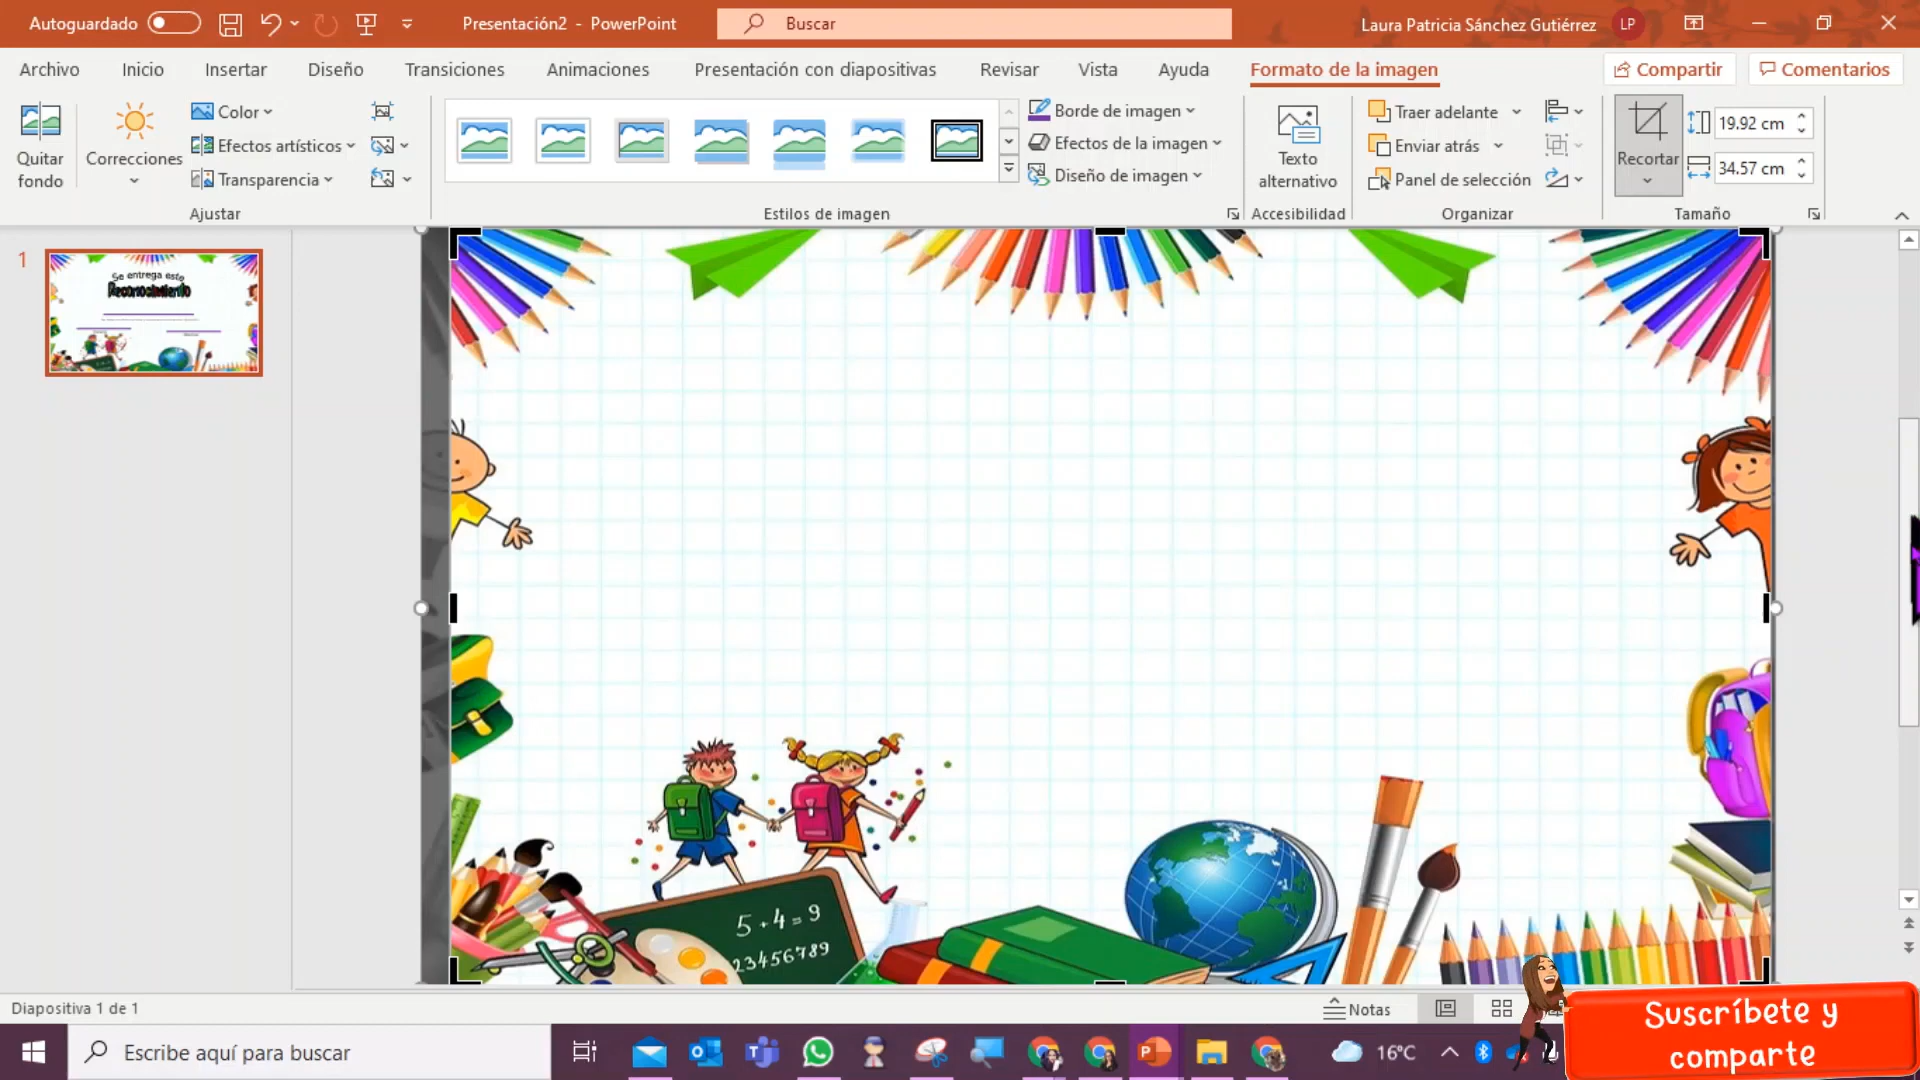 Autoguardado
Presentación2 - PowerPoint
Buscar
Laura Patricia Sánchez Gutiérrez
LP
Archivo Inicio Insertar Diseño Transiciones Animaciones Presentación con diapositivas Revisar Vista Ayuda Formato de la imagen
Compartir
Comentarios
Quitar fondo
Correcciones
Color
Efectos artísticos
Transparencia
Ajustar
Estilos de imagen
Borde de imagen
Efectos de la imagen
Diseño de imagen
Texto alternativo
Accesibilidad
Traer adelante
Enviar atrás
Panel de selección
Organizar
Recortar
19.92 cm
34.57 cm
Tamaño
1
Se entrega este
Reconocimiento
5+4=9
23456789
Diapositiva 1 de 1
Notas
Escribe aquí para buscar
16°C
Suscríbete y
comparte